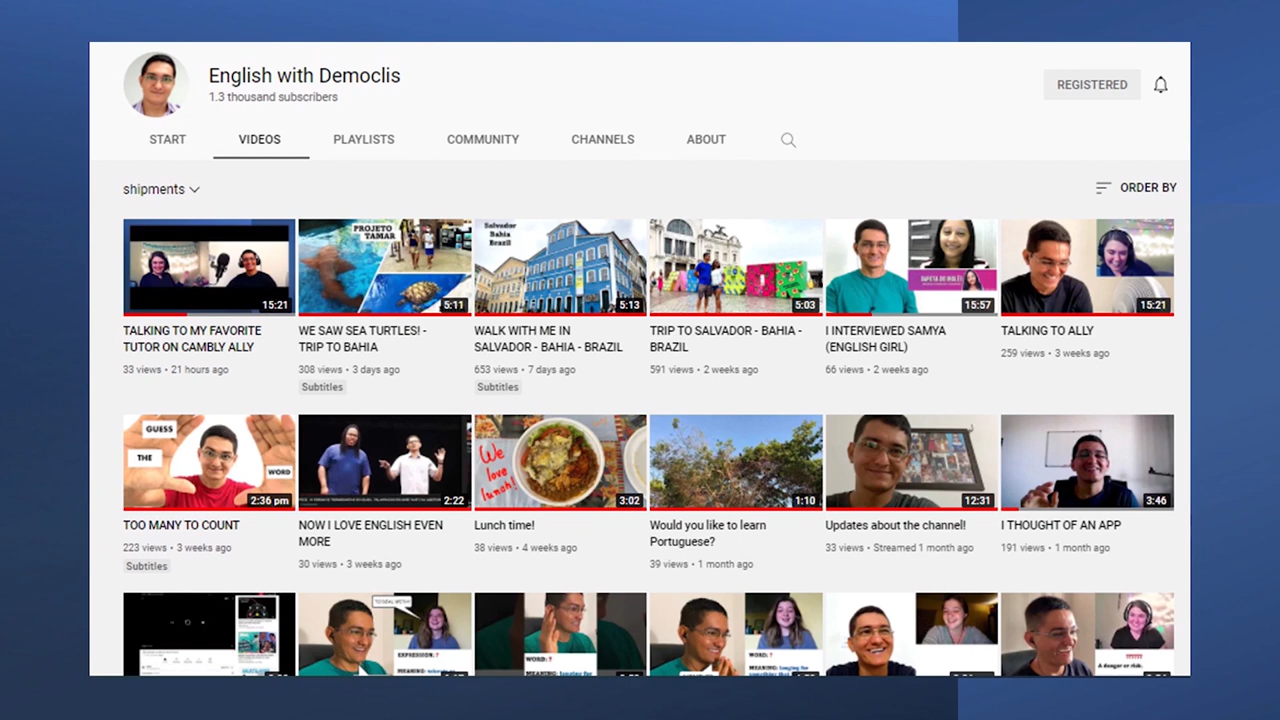 English with Democlis
1.3 thousand subscribers
REGISTERED
START VIDEOS PLAYLISTS COMMUNITY CHANNELS ABOUT
shipments
ORDER BY
PROJETO
TAMAR
Salvador
Bahia
Brazil
15:21
5:11
5:13
5:03
15:57
15:21
TALKING TO MY FAVORITE
TUTOR ON CAMBLY ALLY
33 views • 21 hours ago
WE SAW SEA TURTLES! -
TRIP TO BAHIA
308 views • 3 days ago
Subtitles
WALK WITH ME IN
SALVADOR - BAHIA - BRAZIL
653 views • 7 days ago
Subtitles
TRIP TO SALVADOR - BAHIA -
BRAZIL
591 views • 2 weeks ago
I INTERVIEWED SAMYA
(ENGLISH GIRL)
66 views • 2 weeks ago
TALKING TO ALLY
259 views • 3 weeks ago
GUESS
THE
WORD
2:36 pm
2:22
We
love
lunch!
3:02
1:10
12:31
3:46
TOO MANY TO COUNT
223 views • 3 weeks ago
Subtitles
NOW I LOVE ENGLISH EVEN
MORE
30 views • 3 weeks ago
Lunch time!
38 views • 4 weeks ago
Would you like to learn
Portuguese?
39 views • 1 month ago
Updates about the channel!
33 views • Streamed 1 month ago
I THOUGHT OF AN APP
191 views • 1 month ago
EXPRESSION: ?
WORD: ?
MEANING: longing for
WORD: ?
MEANING: longing for
something that
A danger or risk.